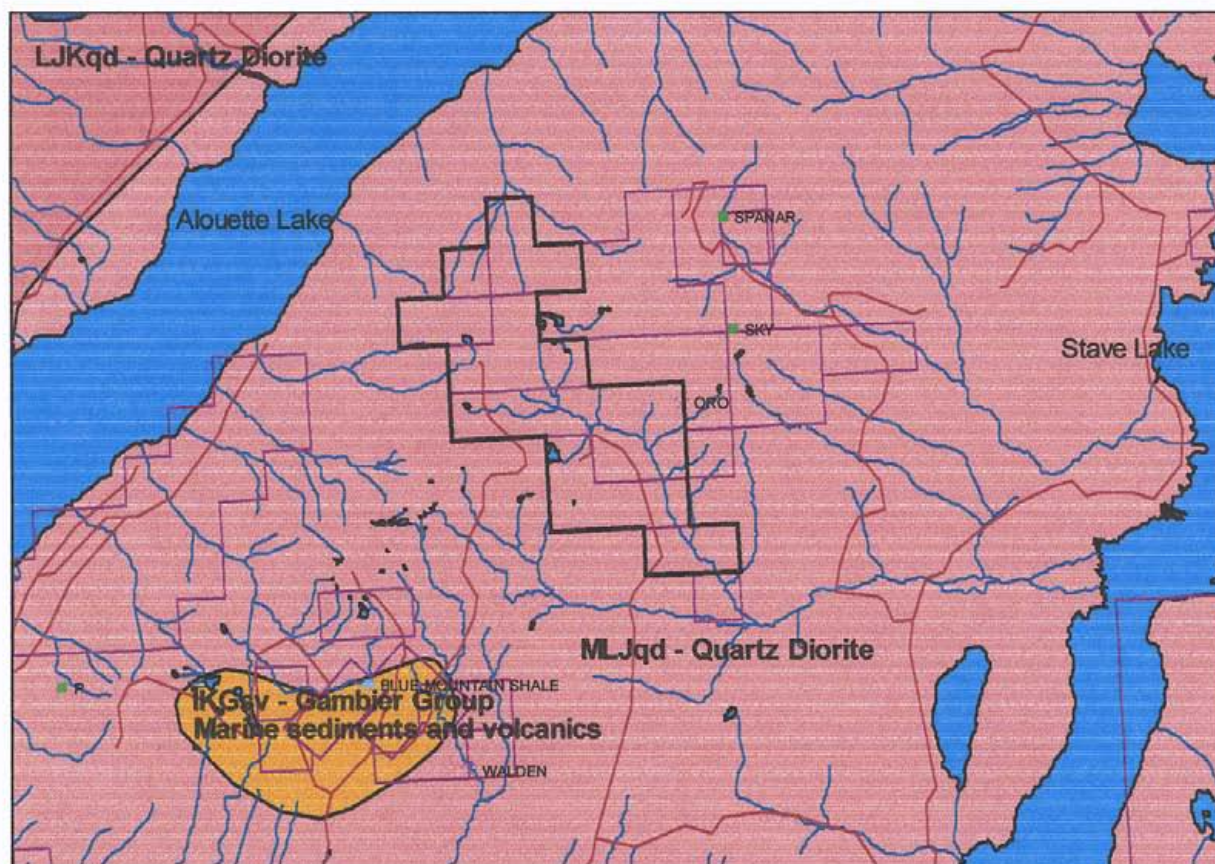 LJKqd - Quartz Diorite
Alouette Lake
SPANAR
SKY
Stave Lake
ORO
MLJqd - Quartz Diorite
P
BLUE MOUNTAIN SHALE
IKGsv - Gambier Group
Marine sediments and volcanics
WALDEN